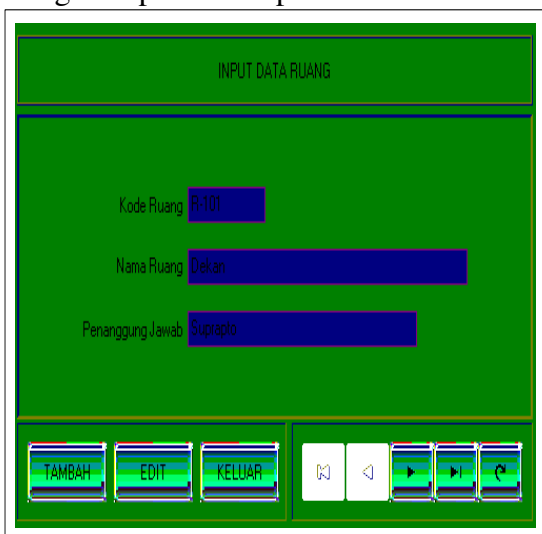 INPUT DATA RUANG
Kode Ruang R-101
Nama Ruang Dekan
Penanggung Jawab Suprapto
TAMBAH EDIT KELUAR